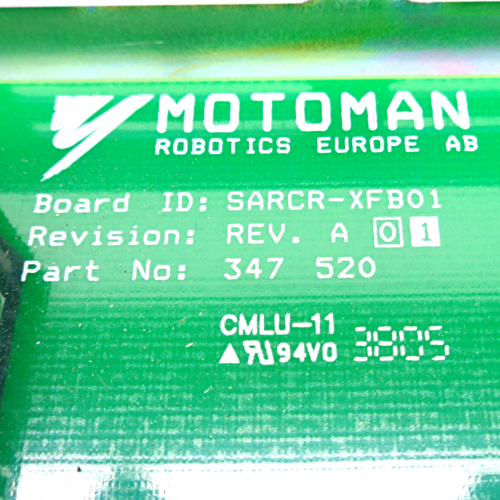 MOTOMAN
ROBOTICS EUROPE AB
Board ID: SARCR-XFB01
Revision: REV. A 0 1
Part No: 347 520
CMLU-11
94V0 3805